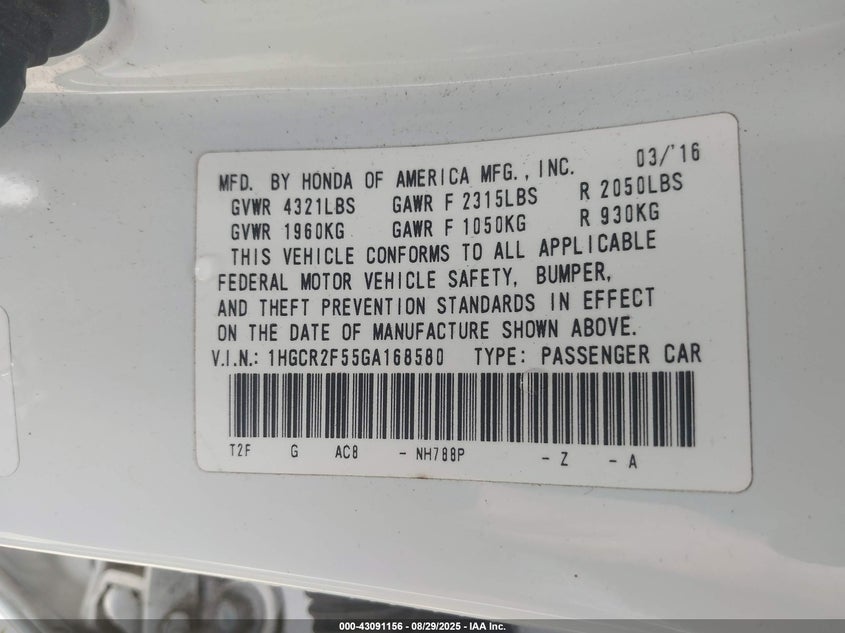 MFD. BY HONDA OF AMERICA MFG., INC. 03/'16
GVWR 4321LBS GAWR F 2315LBS R 2050LBS
GVWR 1960KG GAWR F 1050KG R 930KG
THIS VEHICLE CONFORMS TO ALL APPLICABLE
FEDERAL MOTOR VEHICLE SAFETY, BUMPER,
AND THEFT PREVENTION STANDARDS IN EFFECT
ON THE DATE OF MANUFACTURE SHOWN ABOVE.
V.I.N.: 1HGCR2F55GA168580 TYPE: PASSENGER CAR
T2F G AC8 - NH788P - Z - A
000-43091156 - 08/29/2025 - IAA Inc.